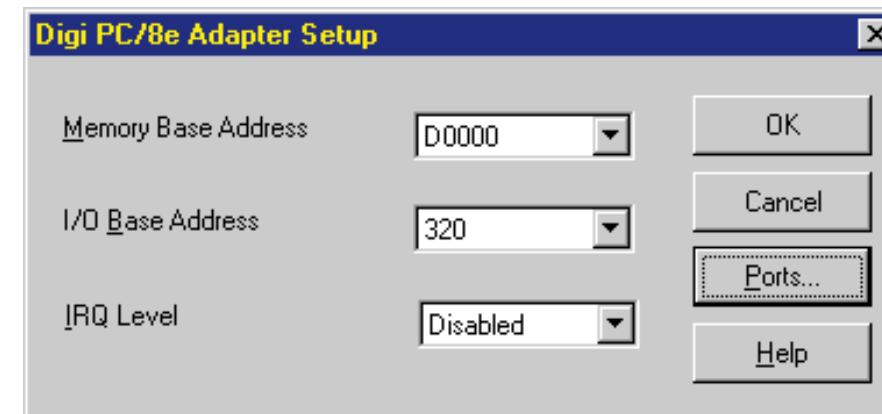 Digi PC/8e Adapter Setup
Memory Base Address
D0000
OK
I/O Base Address
320
Cancel
Ports...
IRQ Level
Disabled
Help